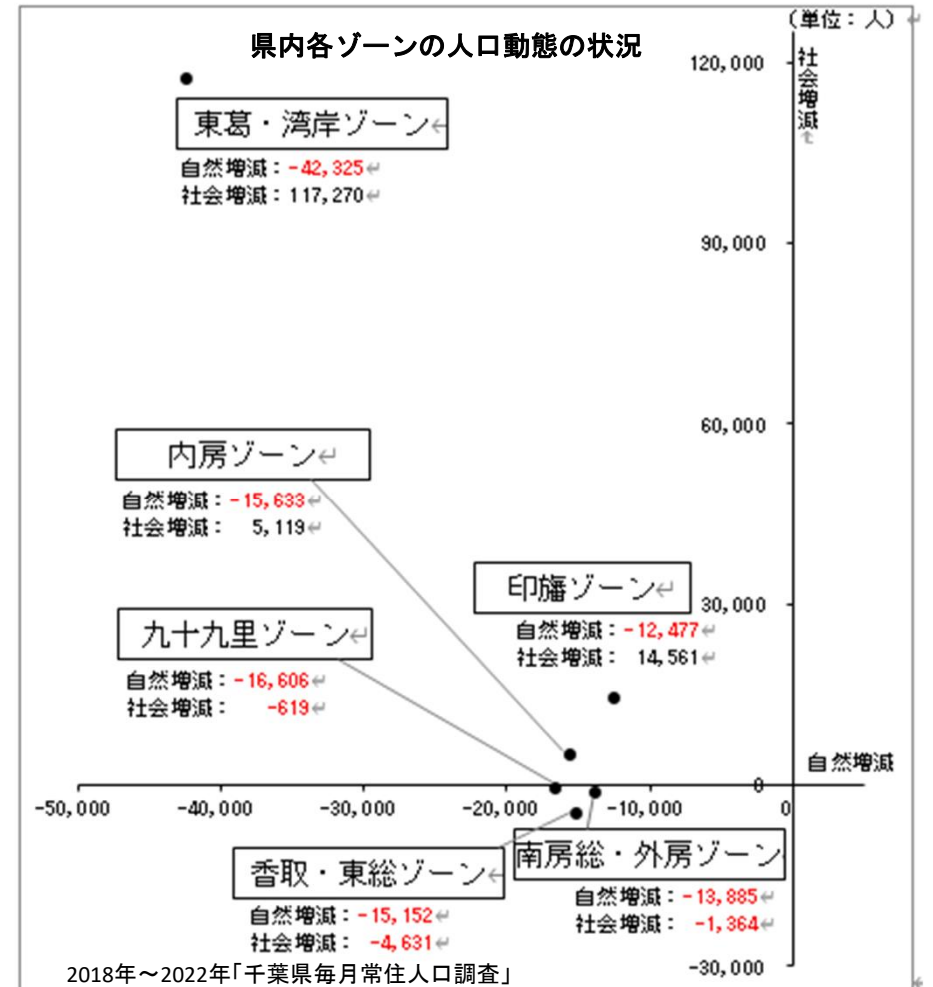 （単位：人）
県内各ゾーンの人口動態の状況
社会増減
120,000
東葛・湾岸ゾーン
自然増減：-42,325
社会増減：117,270
90,000
60,000
内房ゾーン
自然増減：-15,633
社会増減： 5,119
印旛ゾーン
30,000
自然増減：-12,477
社会増減： 14,561
九十九里ゾーン
自然増減：-16,606
社会増減： -619
自然増減
0
-50,000 -40,000 -30,000 -20,000 -10,000 0
南房総・外房ゾーン
自然増減：-13,885
社会増減： -1,364
香取・東総ゾーン
自然増減：-15,152
社会増減： -4,631
-30,000
2018年～2022年「千葉県毎月常住人口調査」